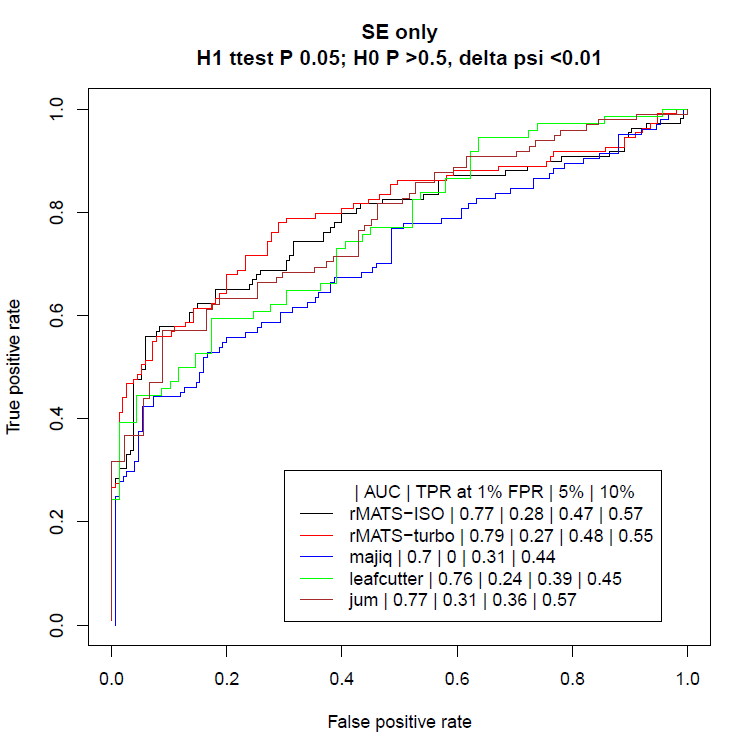 SE only
H1 ttest P 0.05; H0 P >0.5, delta psi <0.01
True positive rate
1.0
0.8
0.6
0.4
0.2
0.0
| AUC | TPR at 1% FPR | 5% | 10%
rMATS−ISO | 0.77 | 0.28 | 0.47 | 0.57
rMATS−turbo | 0.79 | 0.27 | 0.48 | 0.55
majiq | 0.7 | 0 | 0.31 | 0.44
leafcutter | 0.76 | 0.24 | 0.39 | 0.45
jum | 0.77 | 0.31 | 0.36 | 0.57
0.0 0.2 0.4 0.6 0.8 1.0
False positive rate